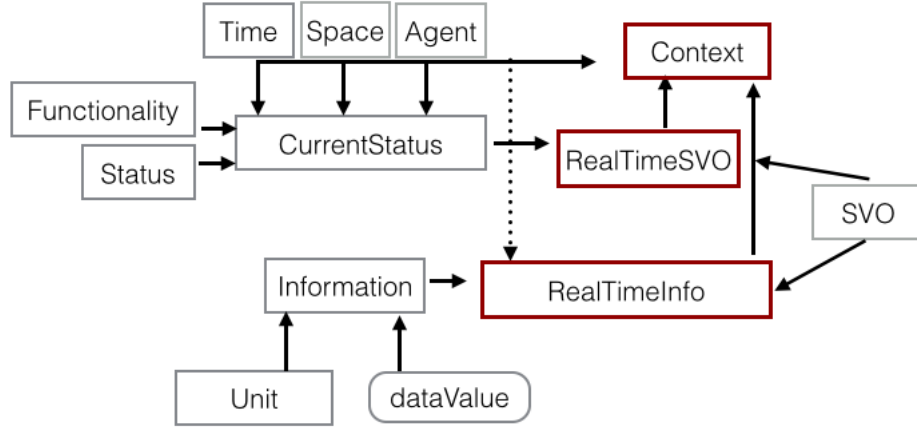 Time
Space
Agent
Context
Functionality
CurrentStatus
RealTimeSVO
Status
SVO
Information
RealTimeInfo
Unit
dataValue